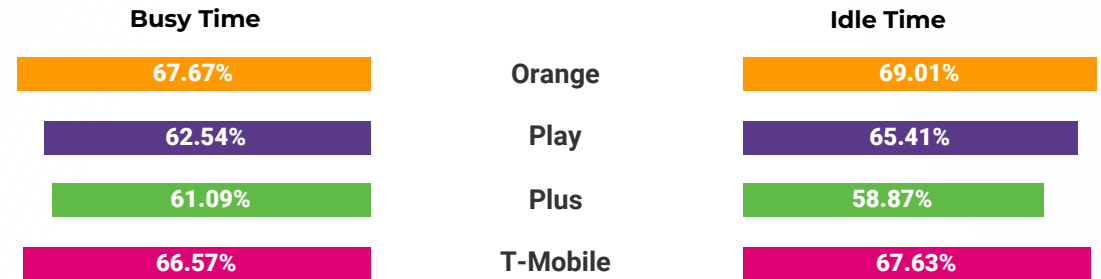 Busy Time Idle Time
67.67% Orange 69.01%
62.54% Play 65.41%
61.09% Plus 58.87%
66.57% T-Mobile 67.63%